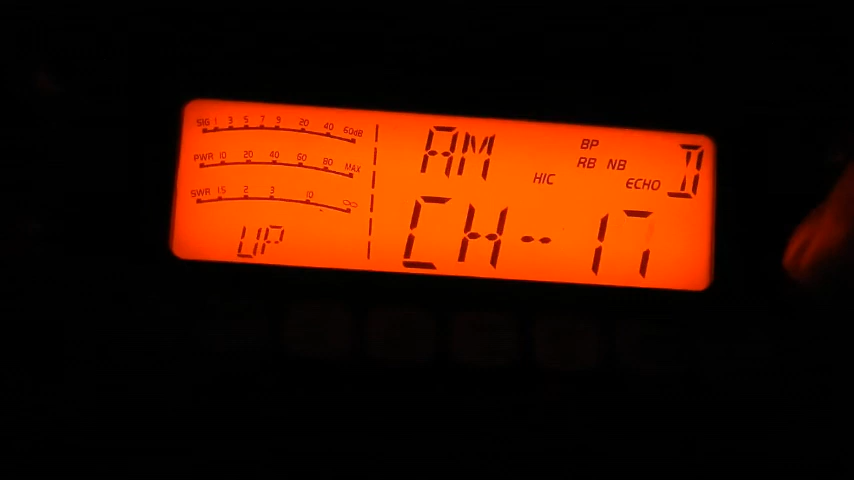 SIG 1 3 5 7 9 20 40 60dB
PWR 10 20 40 60 80 MAX
SWR 1.5 2 3 10 ∞
UP
AM
BP
RB NB
HIC
ECHO
D
CH--17